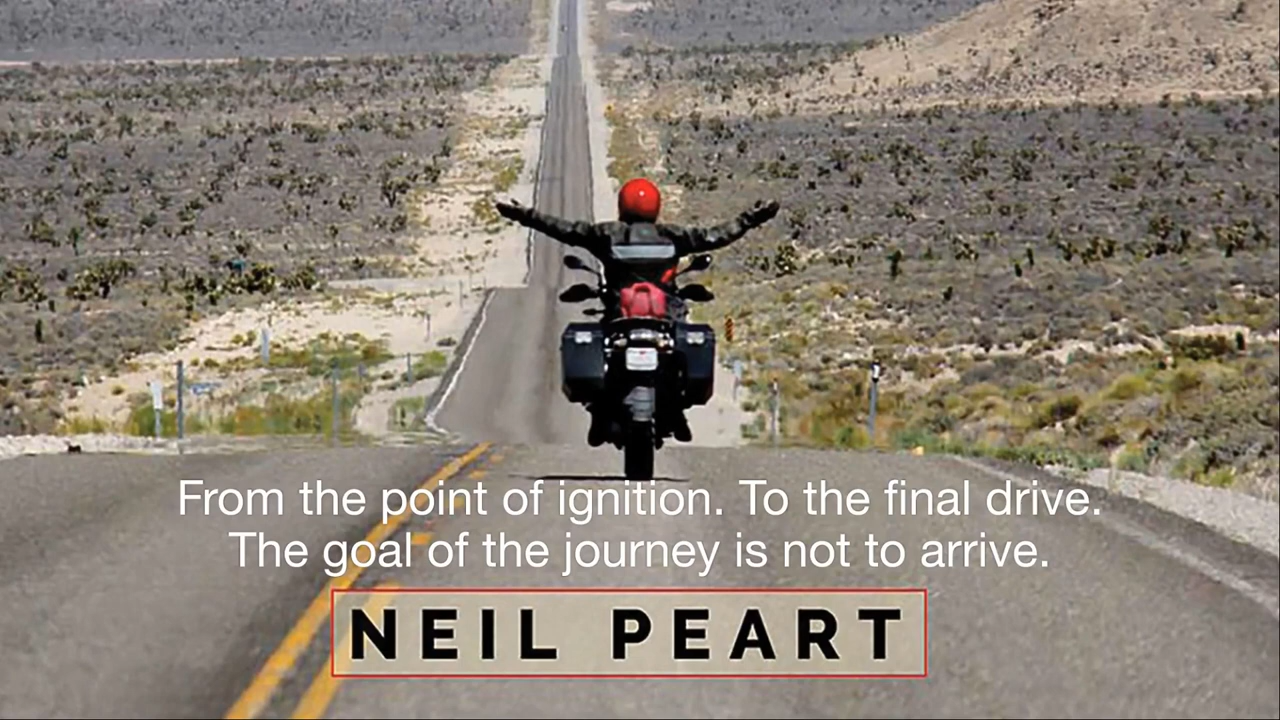 From the point of ignition. To the final drive.
The goal of the journey is not to arrive.
NEIL PEART